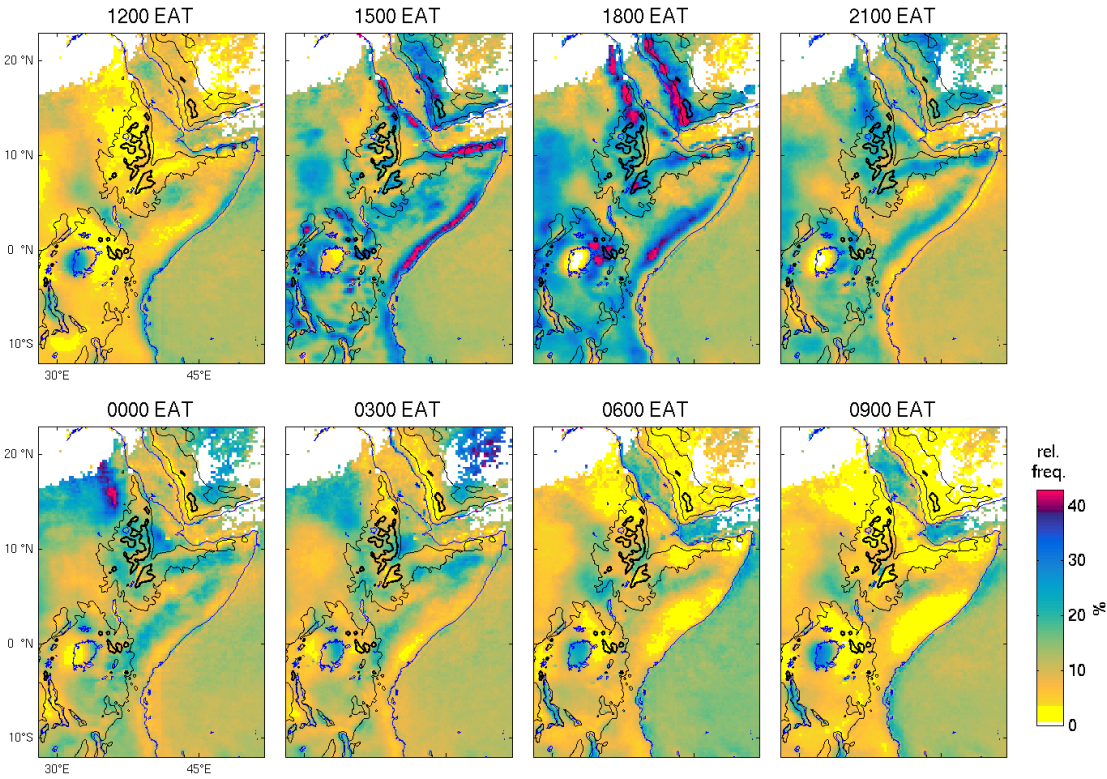 1200 EAT 1500 EAT 1800 EAT 2100 EAT
20 °N
10 °N
0 °N
10°S
30°E 45°E
0000 EAT 0300 EAT 0600 EAT 0900 EAT
rel.
freq.
20 °N
40
10 °N
30
%
20
0 °N
10
10°S
0
30°E 45°E